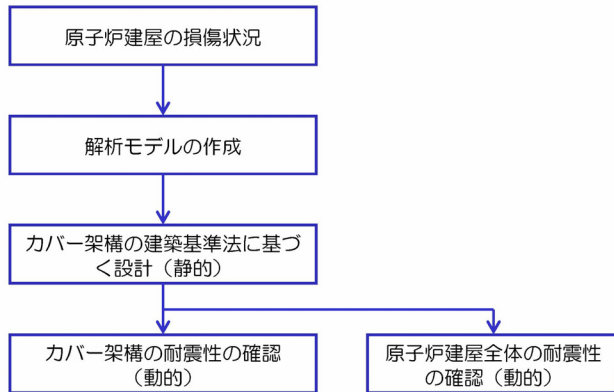 原子炉建屋の損傷状況
解析モデルの作成
カバー架構の建築基準法に基づ
く設計（静的）
カバー架構の耐震性の確認
（動的）
原子炉建屋全体の耐震性
の確認（動的）